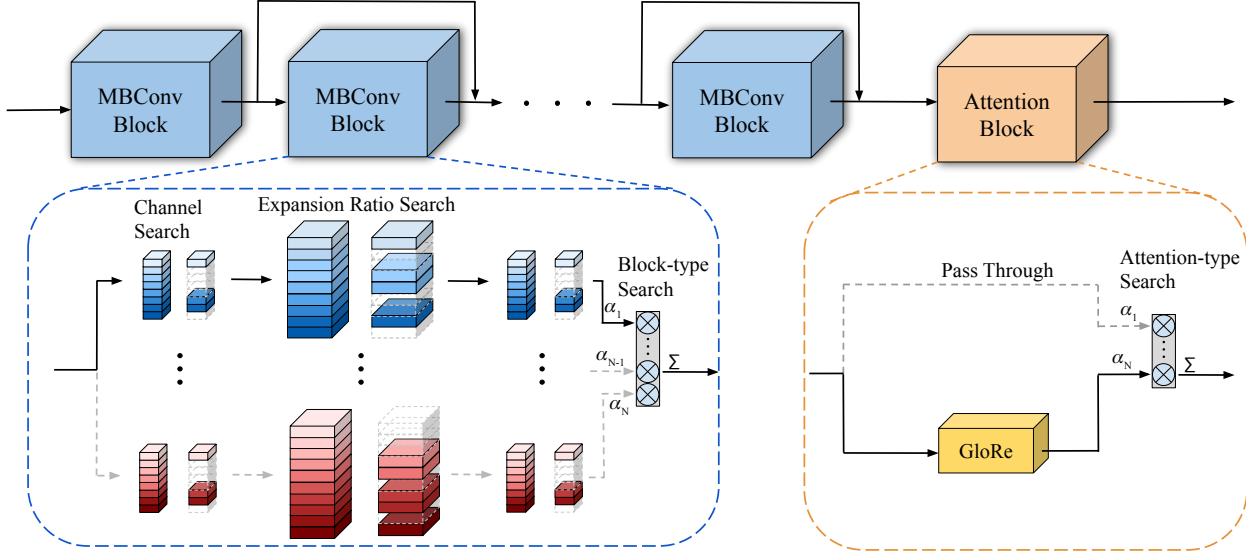 MBConv
Block
MBConv
Block
MBConv
Block
Attention
Block
Channel
Search
Expansion Ratio Search
Block-type
Search
α₁
αN-1
αN
Σ
Pass Through
Attention-type
Search
α₁
αN
Σ
GloRe